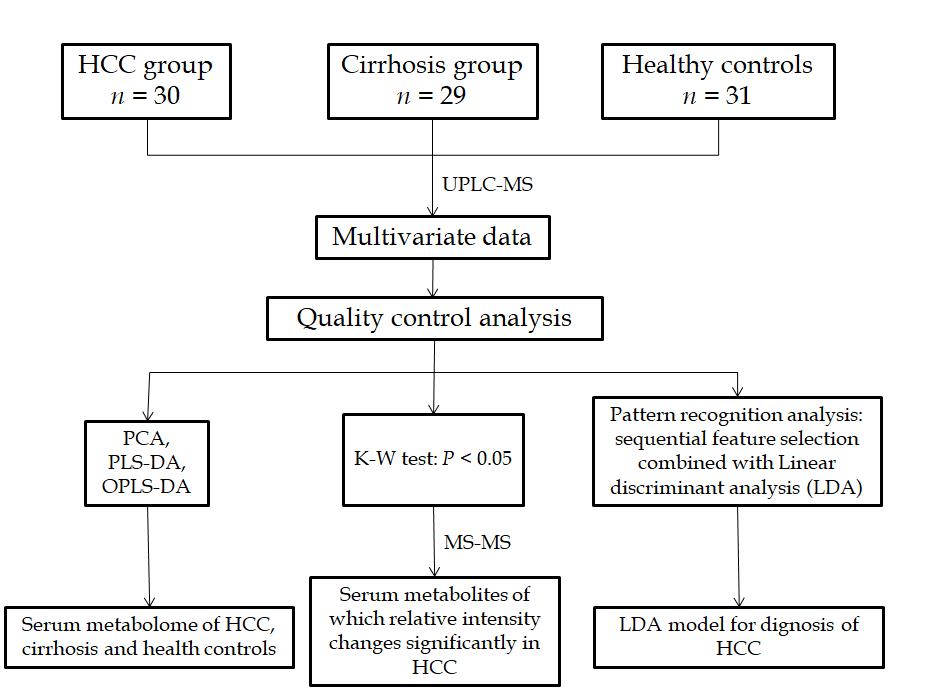 HCC group
n = 30
Cirrhosis group
n = 29
Healthy controls
n = 31
UPLC-MS
Multivariate data
Quality control analysis
PCA,
PLS-DA,
OPLS-DA
K-W test: P < 0.05
Pattern recognition analysis:
sequential feature selection
combined with Linear
discriminant analysis (LDA)
MS-MS
Serum metabolome of HCC,
cirrhosis and health controls
Serum metabolites of
which relative intensity
changes significantly in
HCC
LDA model for dignosis of
HCC